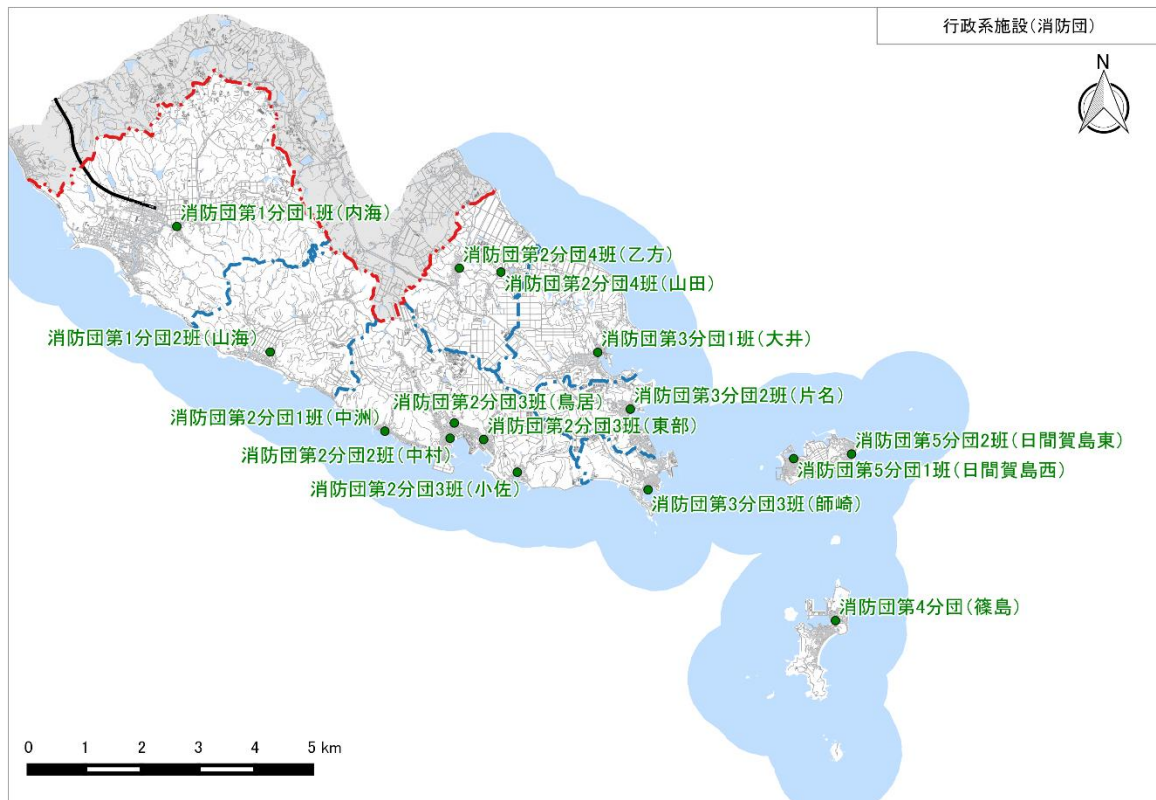 行政系施設(消防団)
N
消防団第1分団1班(内海)
消防団第2分団4班(乙方)
消防団第2分団4班(山田)
消防団第1分団2班(山海)
消防団第3分団1班(大井)
消防団第2分団3班(鳥居)
消防団第3分団2班(片名)
消防団第2分団1班(中洲)
消防団第2分団3班(東部)
消防団第2分団2班(中村)
消防団第5分団2班(日間賀島東)
消防団第5分団1班(日間賀島西)
消防団第2分団3班(小佐)
消防団第3分団3班(師崎)
消防団第4分団(篠島)
0 1 2 3 4 5 km